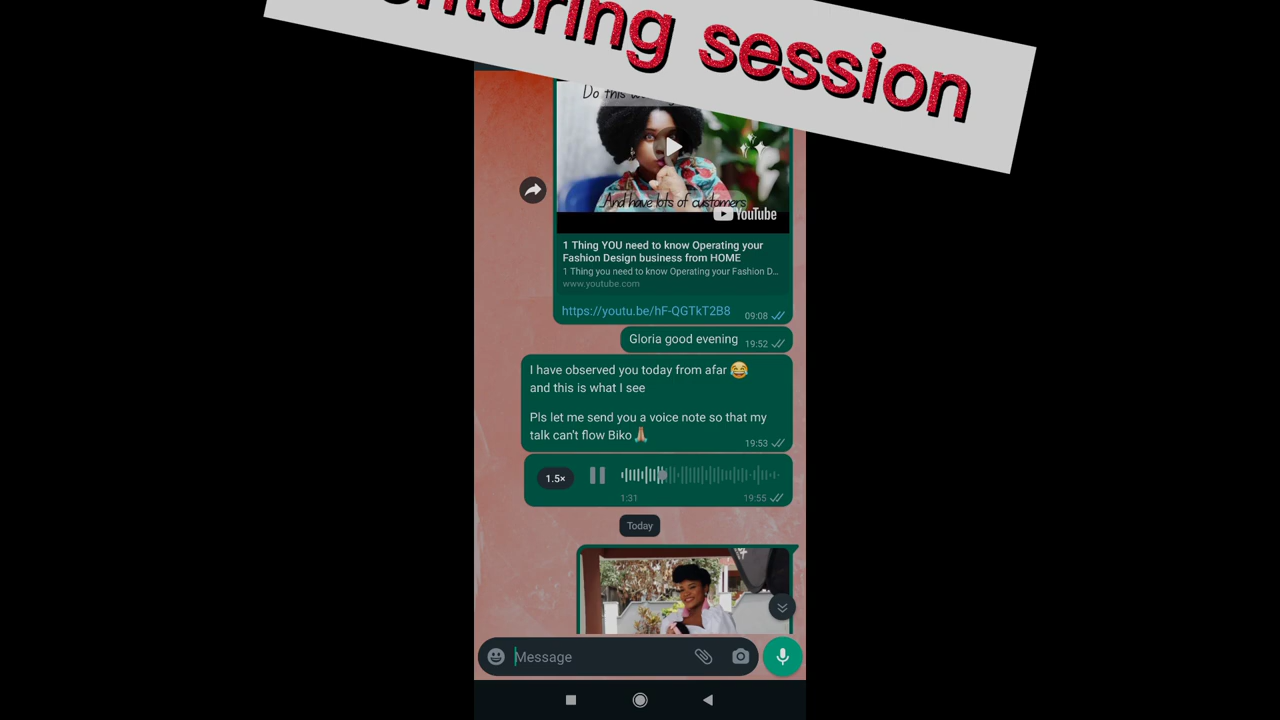 session
Do this
And have lots of customers
YouTube
1 Thing YOU need to know Operating your
Fashion Design business from HOME
1 Thing you need to know Operating your Fashion D...
www.youtube.com
https://youtu.be/hF-QGTkT2B8
09:08
Gloria good evening
19:52
I have observed you today from afar 😂
and this is what I see
Pls let me send you a voice note so that my
talk can't flow Biko🙏🏽
19:53
1.5×
1:31
19:55
Today
Message